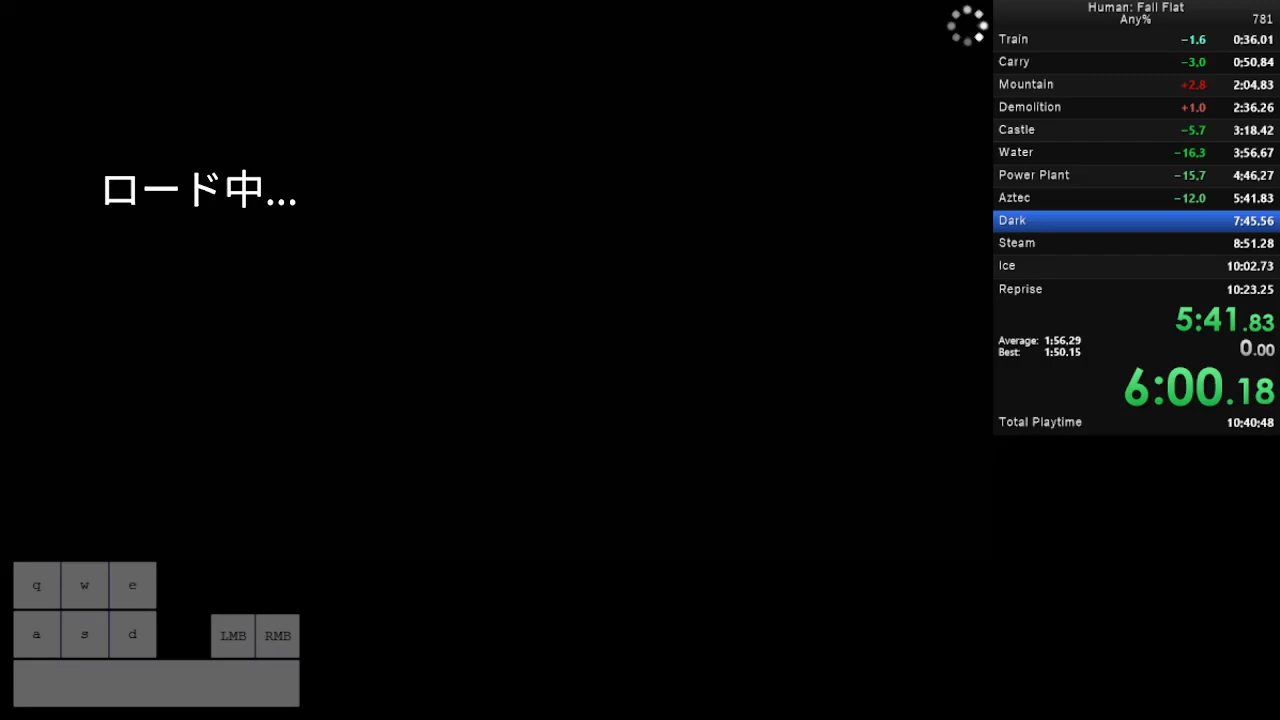 Human: Fall Flat
Any% 781
Train −1.6 0:36.01
Carry −3.0 0:50.84
Mountain +2.8 2:04.83
Demolition +1.0 2:36.26
Castle −5.7 3:18.42
Water −16.3 3:56.67
Power Plant −15.7 4:46.27
Aztec −12.0 5:41.83
Dark 7:45.56
Steam 8:51.28
Ice 10:02.73
Reprise 10:23.25
5:41.83
Average: 1:56.29
Best: 1:50.15
0.00
6:00.18
Total Playtime 10:40:48
ロード中...
q w e
a s d
LMB RMB